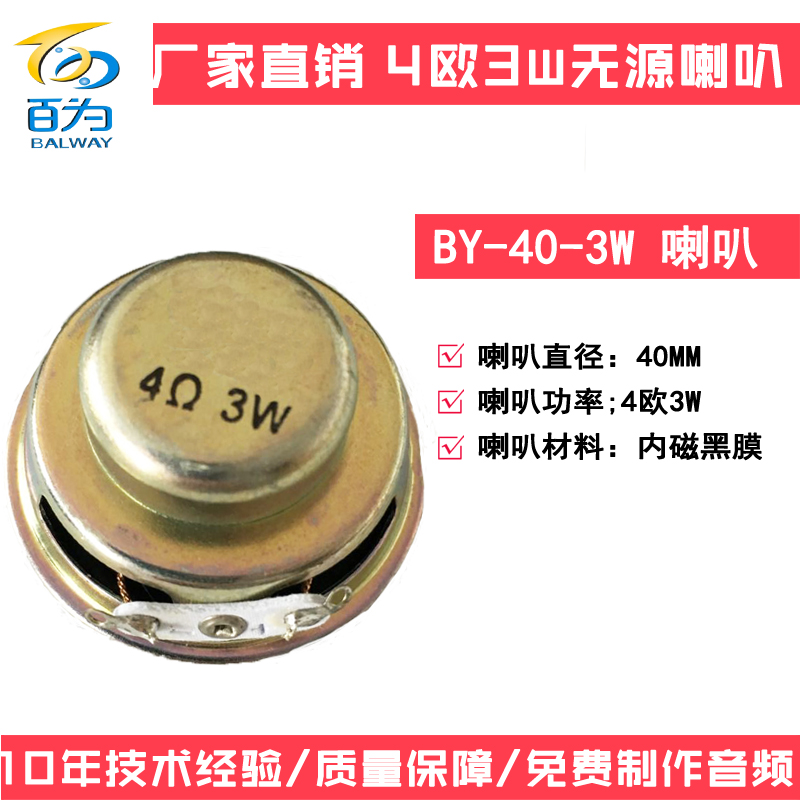 厂家直销 4欧3W无源喇叭
百为
BALWAY
BY-40-3W 喇叭
喇叭直径：40MM
喇叭功率;4欧3W
喇叭材料：内磁黑膜
4Ω 3W
10年技术经验/质量保障/免费制作音频